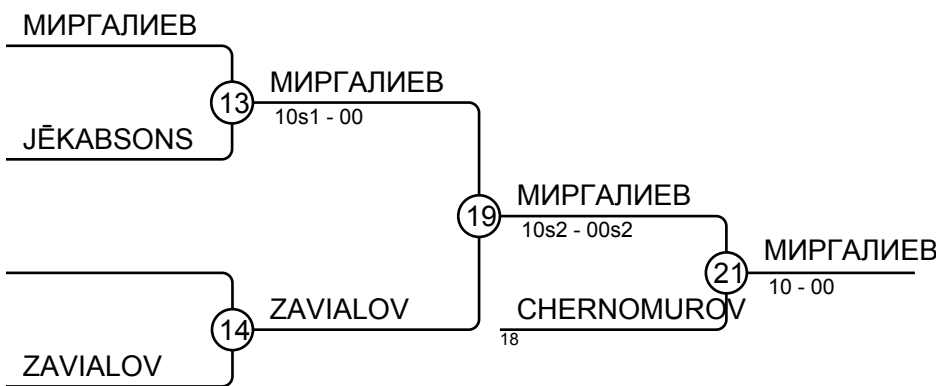 МИРГАЛИЕВ
МИРГАЛИЕВ
13
10s1 - 00
JĒKABSONS
МИРГАЛИЕВ
19
10s2 - 00s2
МИРГАЛИЕВ
21
10 - 00
ZAVIALOV
CHERNOMUROV
14
18
ZAVIALOV